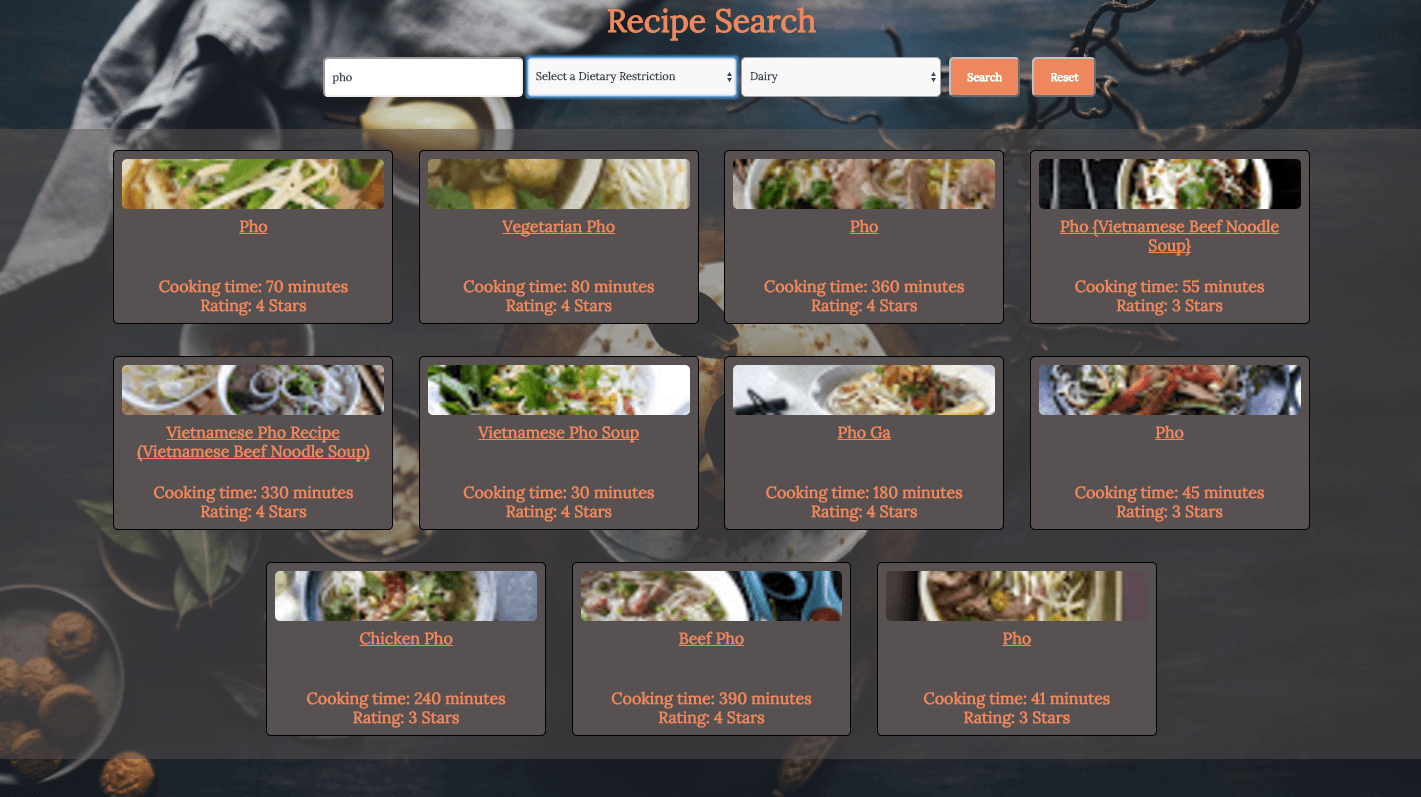 Recipe Search
pho
Select a Dietary Restriction
Dairy
Search
Reset
Pho
Cooking time: 70 minutes
Rating: 4 Stars
Vegetarian Pho
Cooking time: 80 minutes
Rating: 4 Stars
Pho
Cooking time: 360 minutes
Rating: 4 Stars
Pho {Vietnamese Beef Noodle
Soup}
Cooking time: 55 minutes
Rating: 3 Stars
Vietnamese Pho Recipe
(Vietnamese Beef Noodle Soup)
Cooking time: 330 minutes
Rating: 4 Stars
Vietnamese Pho Soup
Cooking time: 30 minutes
Rating: 4 Stars
Pho Ga
Cooking time: 180 minutes
Rating: 4 Stars
Pho
Cooking time: 45 minutes
Rating: 3 Stars
Chicken Pho
Cooking time: 240 minutes
Rating: 3 Stars
Beef Pho
Cooking time: 390 minutes
Rating: 4 Stars
Pho
Cooking time: 41 minutes
Rating: 3 Stars